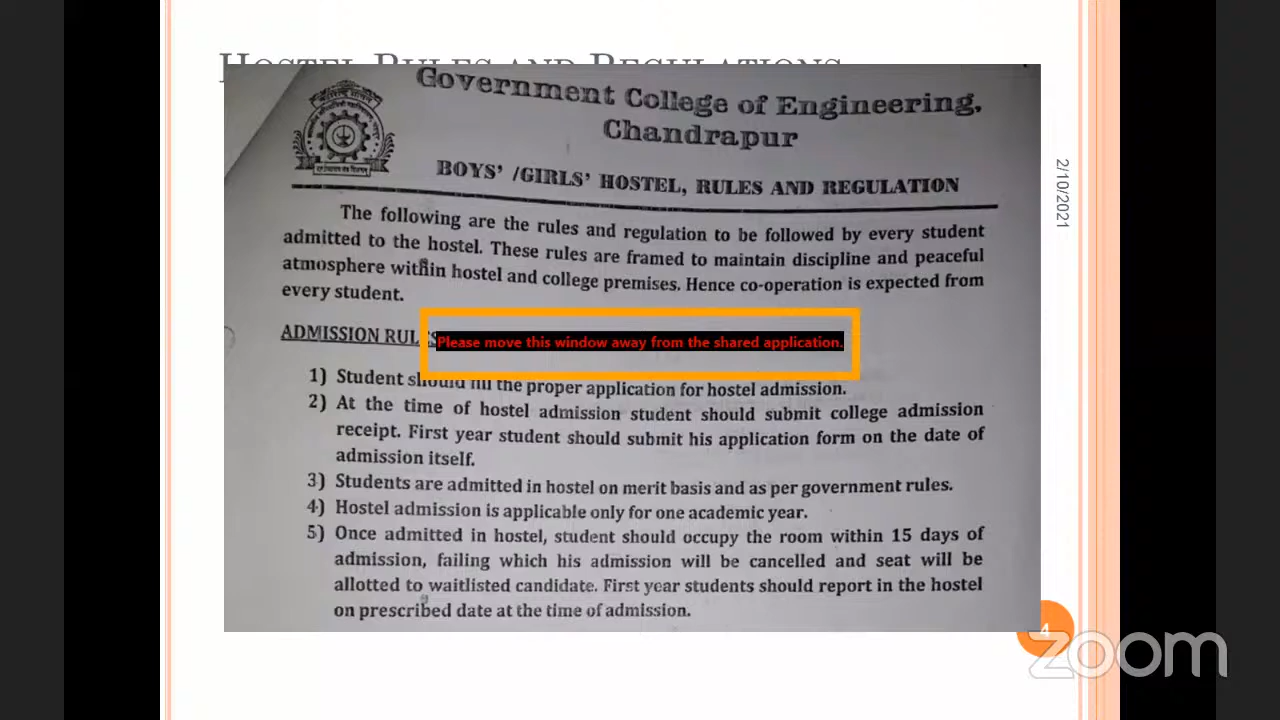 HOSTEL RULES AND REGULATIONS
Government College of Engineering,
Chandrapur
BOYS' /GIRLS' HOSTEL, RULES AND REGULATION
2/10/2021
The following are the rules and regulation to be followed by every student
admitted to the hostel. These rules are framed to maintain discipline and peaceful
atmosphere within hostel and college premises. Hence co-operation is expected from
every student.
ADMISSION RULES
Please move this window away from the shared application.
1) Student should fill the proper application for hostel admission.
2) At the time of hostel admission student should submit college admission
receipt. First year student should submit his application form on the date of
admission itself.
3) Students are admitted in hostel on merit basis and as per government rules.
4) Hostel admission is applicable only for one academic year.
5) Once admitted in hostel, student should occupy the room within 15 days of
admission, failing which his admission will be cancelled and seat will be
allotted to waitlisted candidate. First year students should report in the hostel
on prescribed date at the time of admission.
4
zoom